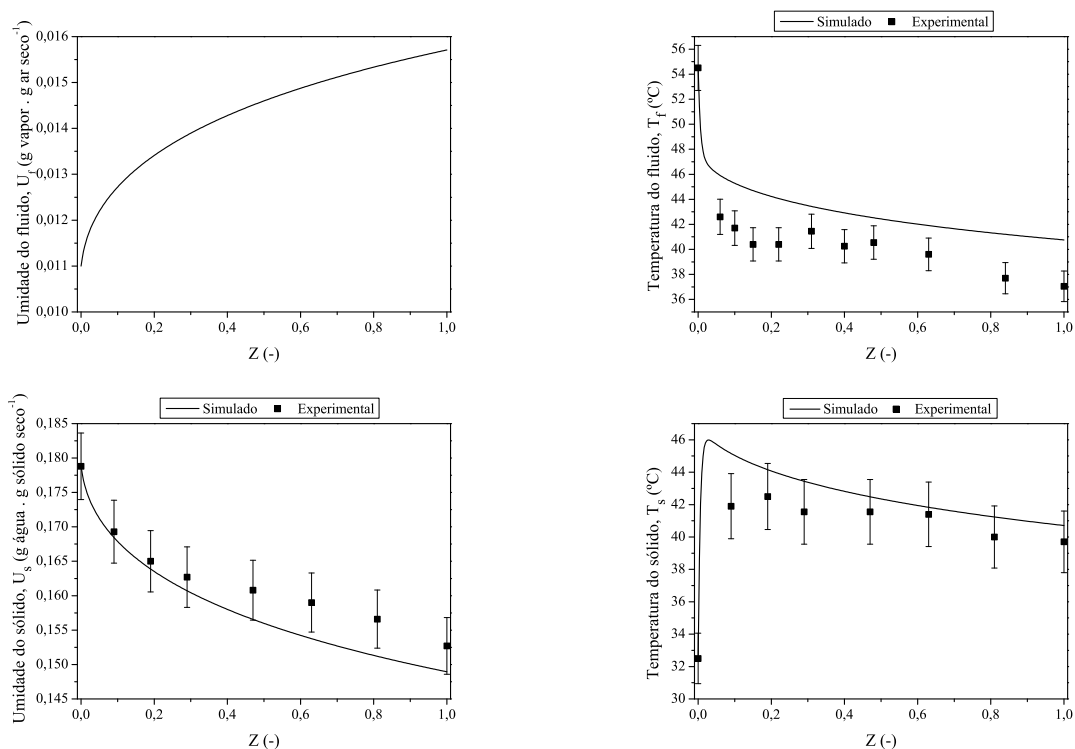 Umidade do fluido, U_f (g vapor . g ar seco⁻¹)
0,016
0,015
0,014
0,013
0,012
0,011
0,010
0,0 0,2 0,4 0,6 0,8 1,0
Z (-)
Simulado Experimental
Temperatura do fluido, T_f (ºC)
56
54
52
50
48
46
44
42
40
38
36
0,0 0,2 0,4 0,6 0,8 1,0
Z (-)
Simulado Experimental
Umidade do sólido, U_s (g água . g sólido seco⁻¹)
0,185
0,180
0,175
0,170
0,165
0,160
0,155
0,150
0,145
0,0 0,2 0,4 0,6 0,8 1,0
Z (-)
Simulado Experimental
Temperatura do sólido, T_s (ºC)
46
44
42
40
38
36
34
32
30
0,0 0,2 0,4 0,6 0,8 1,0
Z (-)